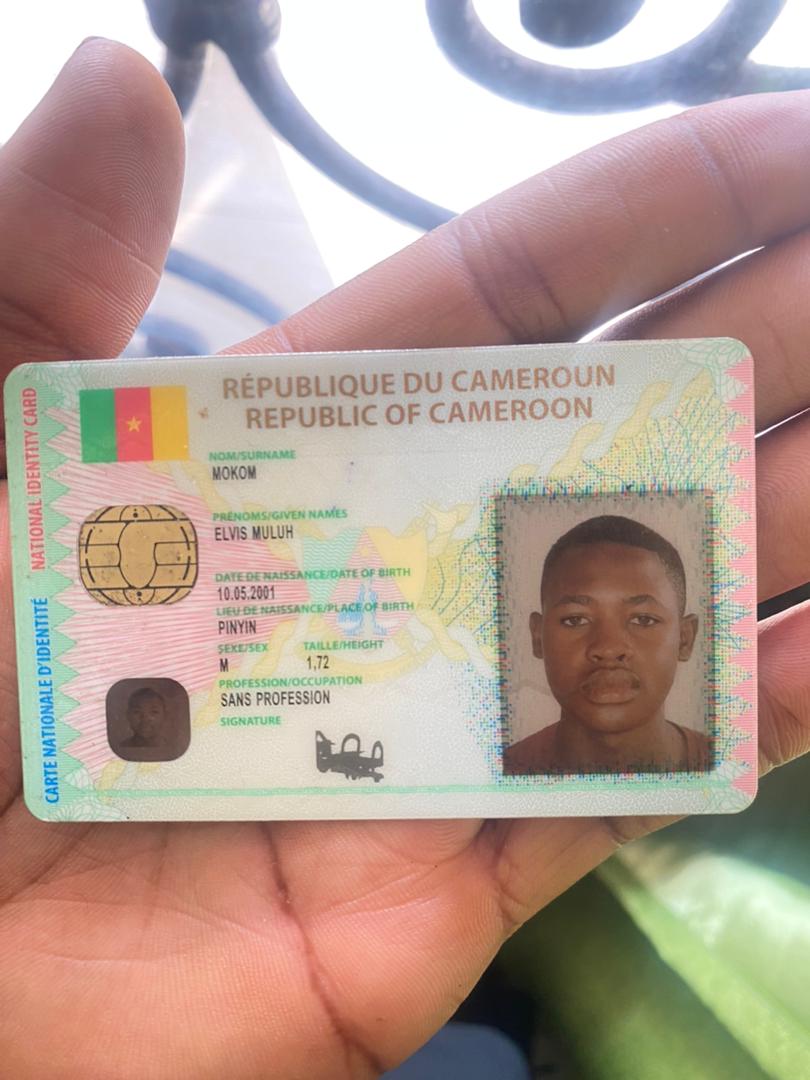 RÉPUBLIQUE DU CAMEROUN
REPUBLIC OF CAMEROON
NATIONAL IDENTITY CARD
CARTE NATIONALE D'IDENTITÉ
NOM/SURNAME
MOKOM
PRÉNOMS/GIVEN NAMES
ELVIS MULUH
DATE DE NAISSANCE/DATE OF BIRTH
10.05.2001
LIEU DE NAISSANCE/PLACE OF BIRTH
PINYIN
SEXE/SEX TAILLE/HEIGHT
M 1,72
PROFESSION/OCCUPATION
SANS PROFESSION
SIGNATURE